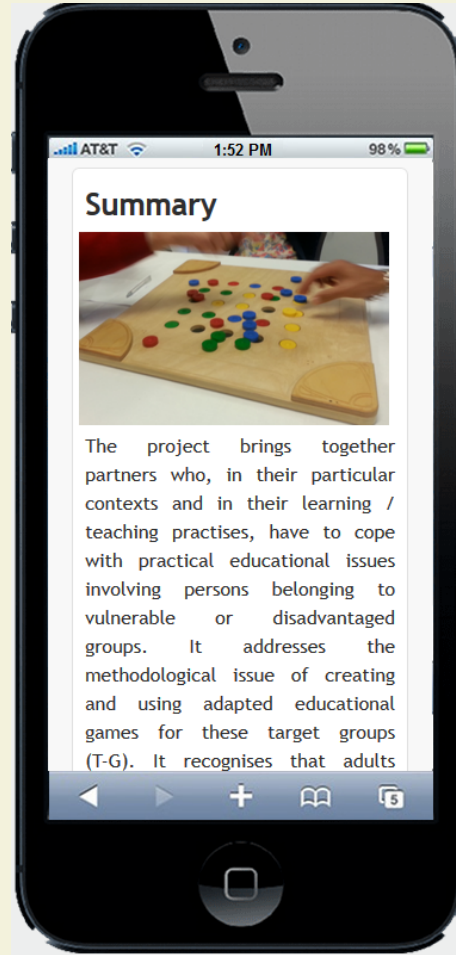 AT&T 1:52 PM 98%
Summary
The project brings together
partners who, in their particular
contexts and in their learning /
teaching practises, have to cope
with practical educational issues
involving persons belonging to
vulnerable or disadvantaged
groups. It addresses the
methodological issue of creating
and using adapted educational
games for these target groups
(T-G). It recognises that adults
5